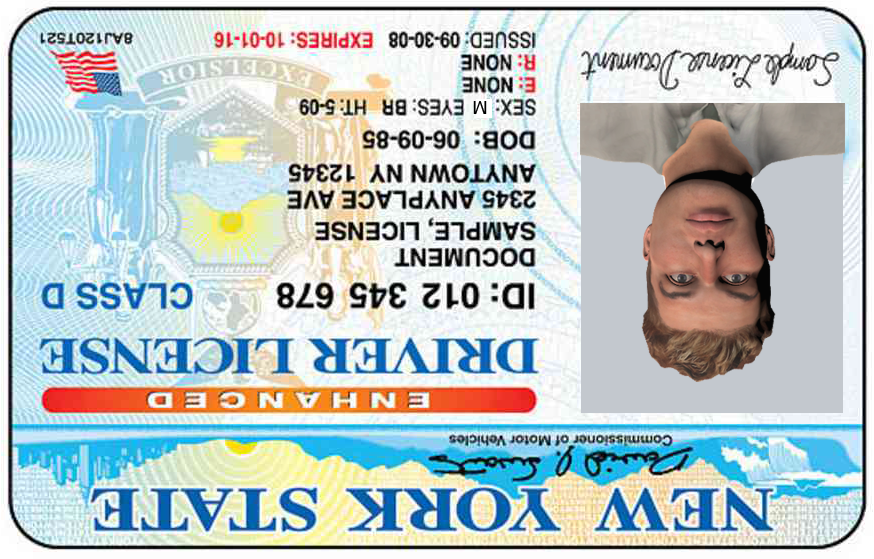 NEW YORK STATE
David J. Swarts
Commissioner of Motor Vehicles
ENHANCED
DRIVER LICENSE
ID: 012 345 678 CLASS D
DOCUMENT
SAMPLE, LICENSE
2345 ANYPLACE AVE
ANYTOWN NY 12345
DOB: 06-09-85
SEX: M EYES: BR HT: 5-09
E: NONE
R: NONE
ISSUED: 09-30-08 EXPIRES: 10-01-16
Sample License Document
8AJ120T521
EXCELSIOR